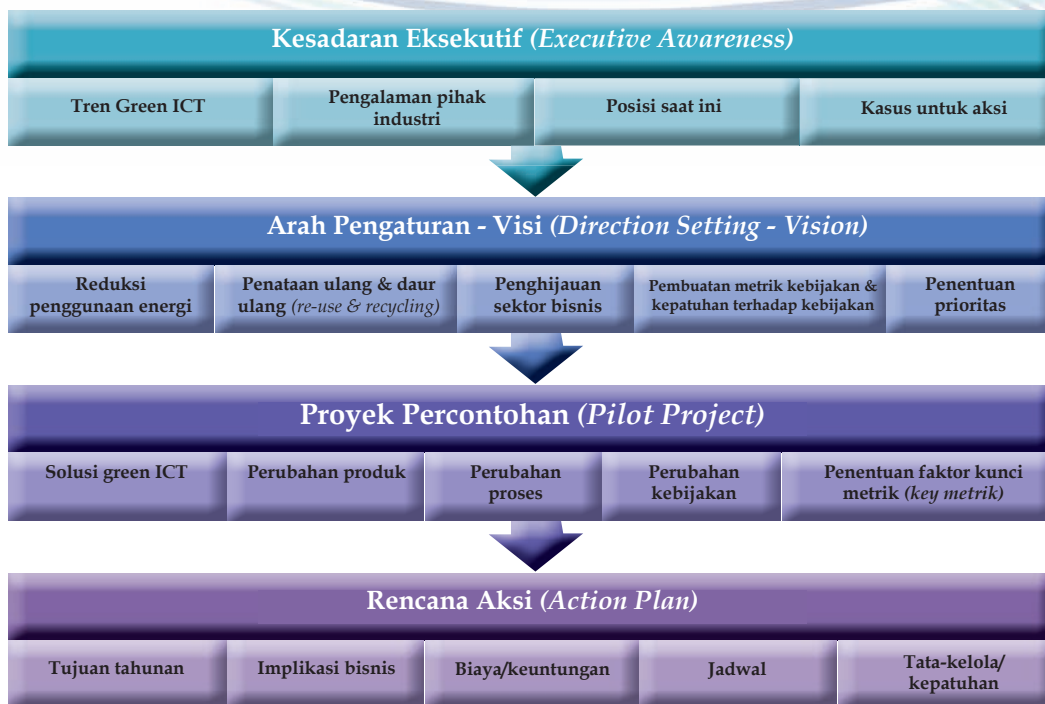 Kesadaran Eksekutif (Executive Awareness)
Tren Green ICT
Pengalaman pihak
industri
Posisi saat ini
Kasus untuk aksi
Arah Pengaturan - Visi (Direction Setting - Vision)
Reduksi
penggunaan energi
Penataan ulang & daur
ulang (re-use & recycling)
Penghijauan
sektor bisnis
Pembuatan metrik kebijakan &
kepatuhan terhadap kebijakan
Penentuan
prioritas
Proyek Percontohan (Pilot Project)
Solusi green ICT
Perubahan produk
Perubahan
proses
Perubahan
kebijakan
Penentuan faktor kunci
metrik (key metrik)
Rencana Aksi (Action Plan)
Tujuan tahunan
Implikasi bisnis
Biaya/keuntungan
Jadwal
Tata-kelola/
kepatuhan